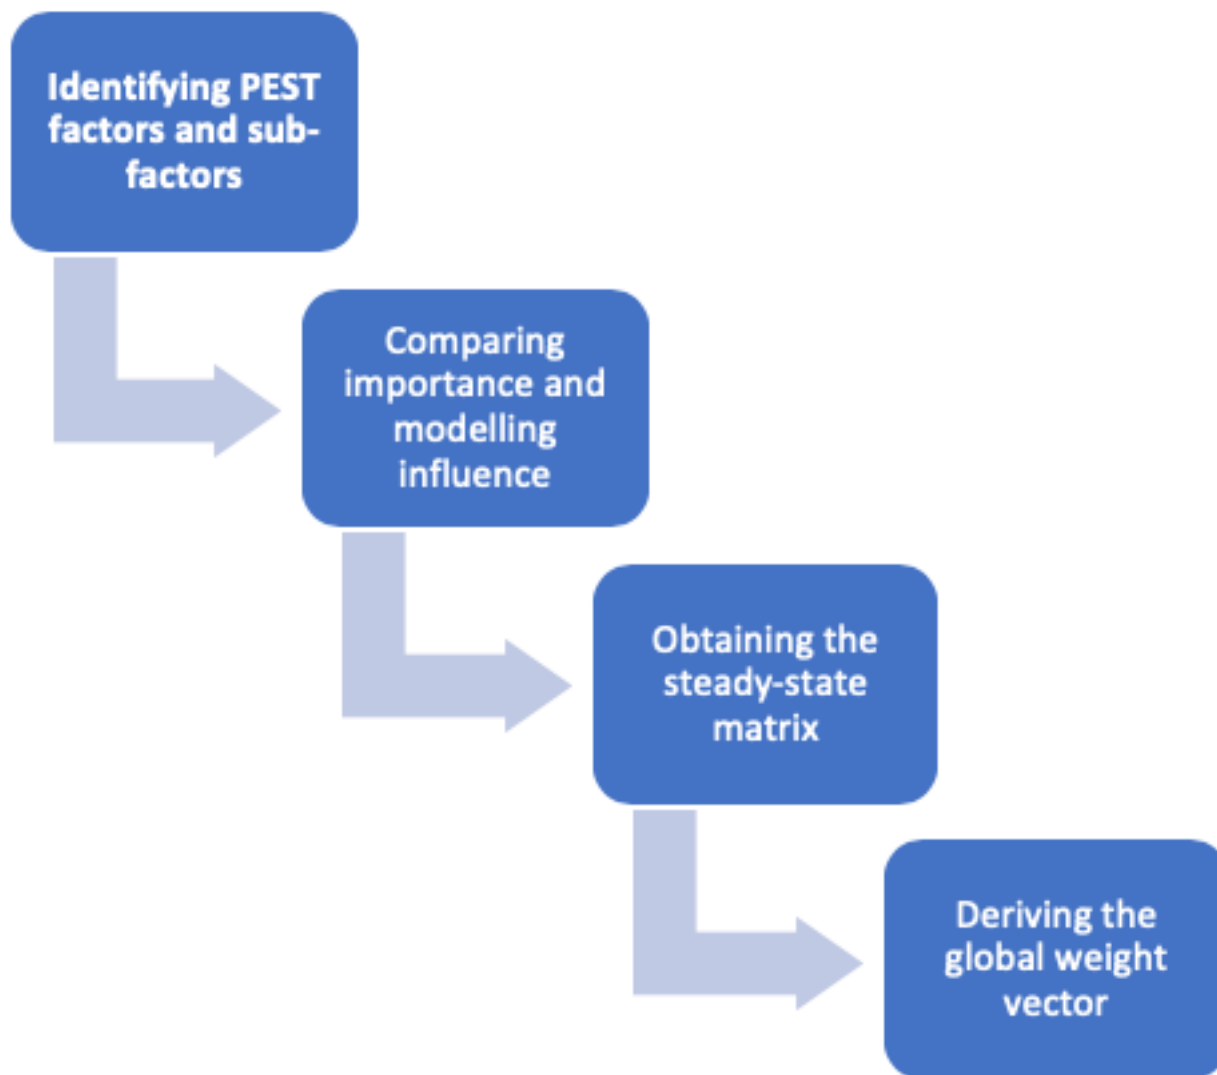 Identifying PEST
factors and sub-
factors
Comparing
importance and
modelling
influence
Obtaining the
steady-state
matrix
Deriving the
global weight
vector